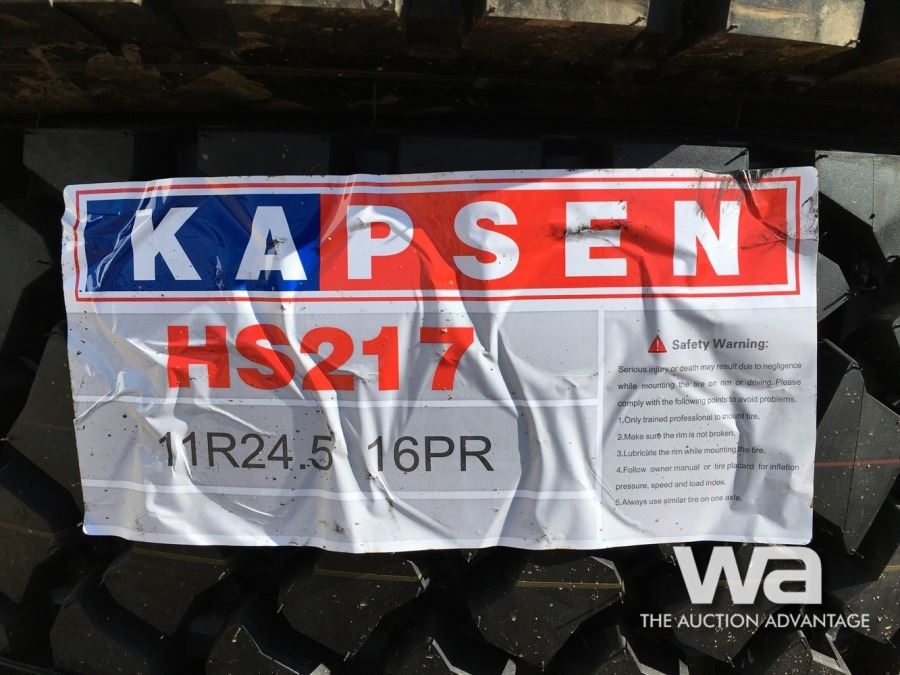 KAPSEN
HS217
11R24.5 16PR
Safety Warning:
Serious injury or death may result due to negligence
while mounting the tire on rim or driving. Please
comply with the following points to avoid problems.
1.Only trained professional to mount tire.
2.Make sure the rim is not broken.
3.Lubricate the rim while mounting the tire.
4.Follow owner manual or tire placard for inflation
pressure, speed and load index.
5.Always use similar tire on one axle.
wa
THE AUCTION ADVANTAGE